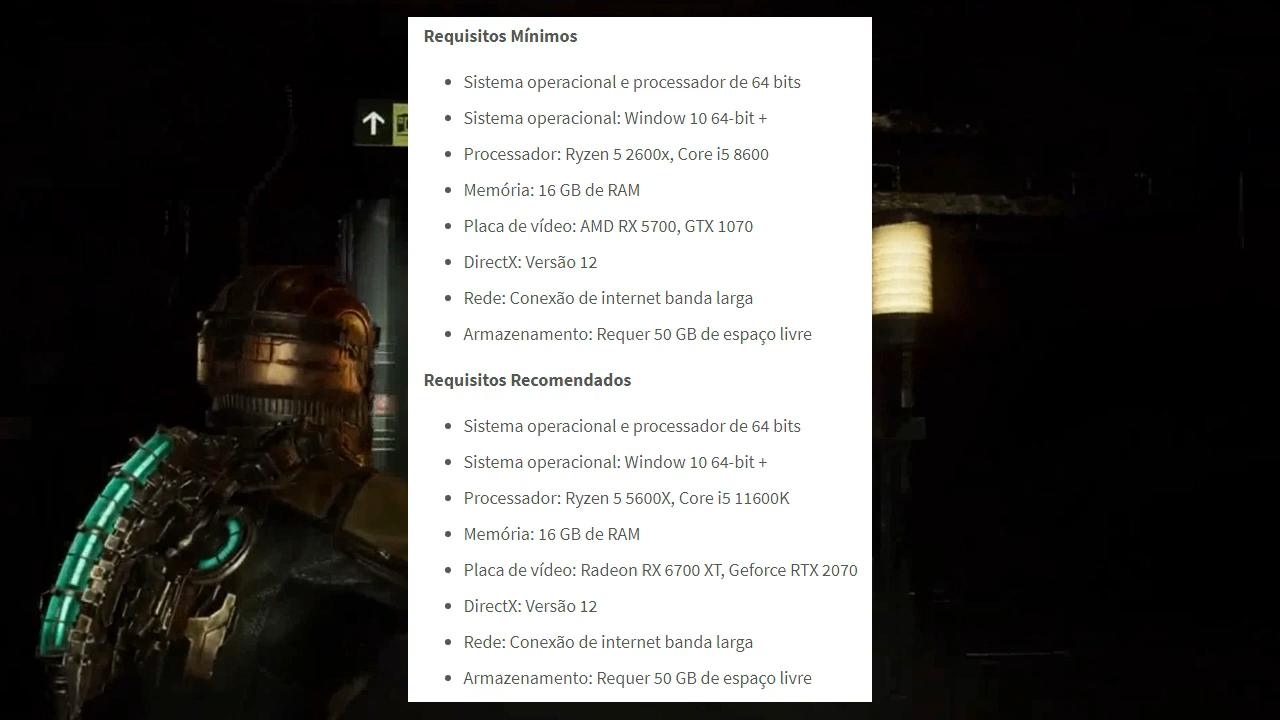 Requisitos Mínimos
Sistema operacional e processador de 64 bits
Sistema operacional: Window 10 64-bit +
Processador: Ryzen 5 2600x, Core i5 8600
Memória: 16 GB de RAM
Placa de vídeo: AMD RX 5700, GTX 1070
DirectX: Versão 12
Rede: Conexão de internet banda larga
Armazenamento: Requer 50 GB de espaço livre
Requisitos Recomendados
Sistema operacional e processador de 64 bits
Sistema operacional: Window 10 64-bit +
Processador: Ryzen 5 5600X, Core i5 11600K
Memória: 16 GB de RAM
Placa de vídeo: Radeon RX 6700 XT, Geforce RTX 2070
DirectX: Versão 12
Rede: Conexão de internet banda larga
Armazenamento: Requer 50 GB de espaço livre